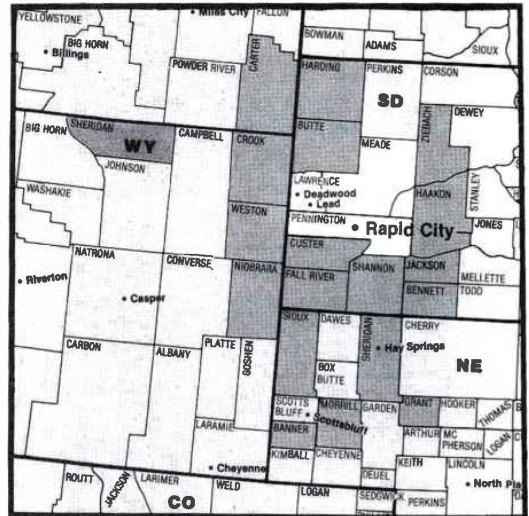 YELLOWSTONE
Miles City
FALLON
BIG HORN
Billings
CARTER
POWDER RIVER
BOWMAN
ADAMS
SIOUX
HARDING
PERKINS
CORSON
SD
BIG HORN
SHERIDAN
WY
CAMPBELL
CROOK
JOHNSON
BUTTE
MEADE
ZIEBACH
DEWEY
WASHAKIE
WESTON
LAWRENCE
Deadwood
Lead
HAAKON
STANLEY
PENNINGTON
Rapid City
JONES
NATRONA
CONVERSE
NIOBRARA
CUSTER
Riverton
FALL RIVER
SHANNON
JACKSON
MELLETTE
Casper
BENNETT
TODD
SIOUX
DAWES
SHERIDAN
CHERRY
Hay Springs
NE
CARBON
ALBANY
PLATTE
GOSHEN
BOX
BUTTE
SCOTTS
BLUFF
Scottsbluff
MORRILL
GARDEN
GRANT
HOOKER
THOMAS
LARAMIE
BANNER
ARTHUR
MC
PHERSON
LOGAN
KIMBALL
CHEYENNE
KEITH
LINCOLN
Cheyenne
DEUEL
North Pla
ROUTT
JACKSON
LARIMER
WELD
LOGAN
SEDGWICK
PERKINS
CO